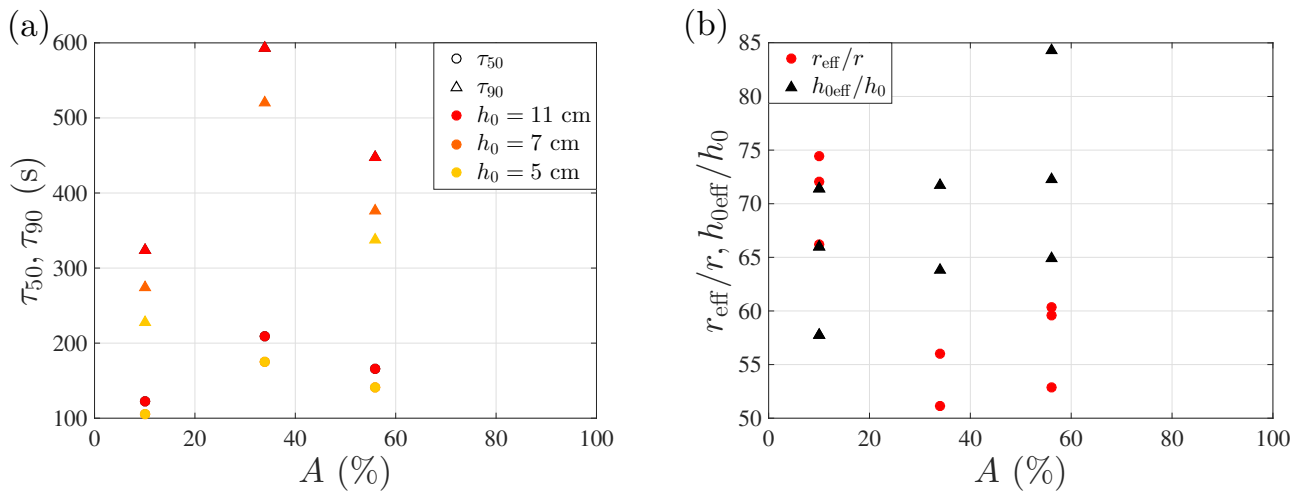 (a)
600
500
400
300
200
100
τ50, τ90 (s)
0 20 40 60 80 100
A (%)
τ50
τ90
h0 = 11 cm
h0 = 7 cm
h0 = 5 cm
(b)
85
80
75
70
65
60
55
50
reff/r, h0eff/h0
0 20 40 60 80 100
A (%)
reff/r
h0eff/h0